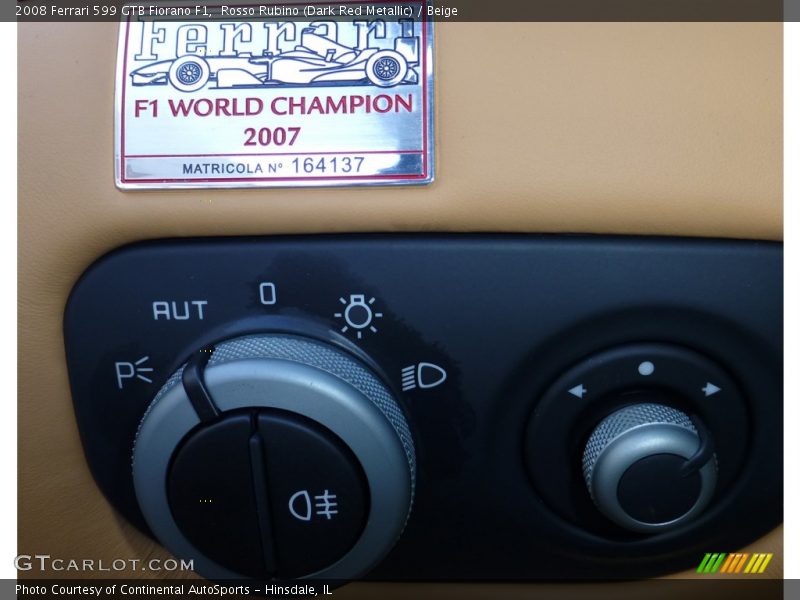 2008 Ferrari 599 GTB Fiorano F1,  Rosso Rubino (Dark Red Metallic) / Beige
Ferrari
F1 WORLD CHAMPION
2007
MATRICOLA Nº 164137
AUT
0
P
GTCARLOT.COM
Photo Courtesy of Continental AutoSports – Hinsdale, IL